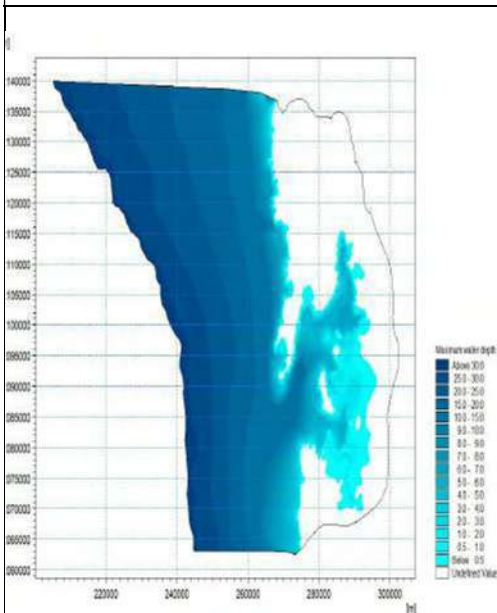 [m]
140000
135000
130000
125000
120000
115000
110000
105000
100000
095000
090000
085000
080000
075000
070000
065000
060000
220000 240000 260000 280000 300000
[m]
Maximum water depth
Above 30.0
25.0 - 30.0
20.0 - 25.0
15.0 - 20.0
10.0 - 15.0
9.0 - 10.0
8.0 - 9.0
7.0 - 8.0
6.0 - 7.0
5.0 - 6.0
4.0 - 5.0
3.0 - 4.0
2.0 - 3.0
1.0 - 2.0
0.5 - 1.0
Below 0.5
Undefined Value